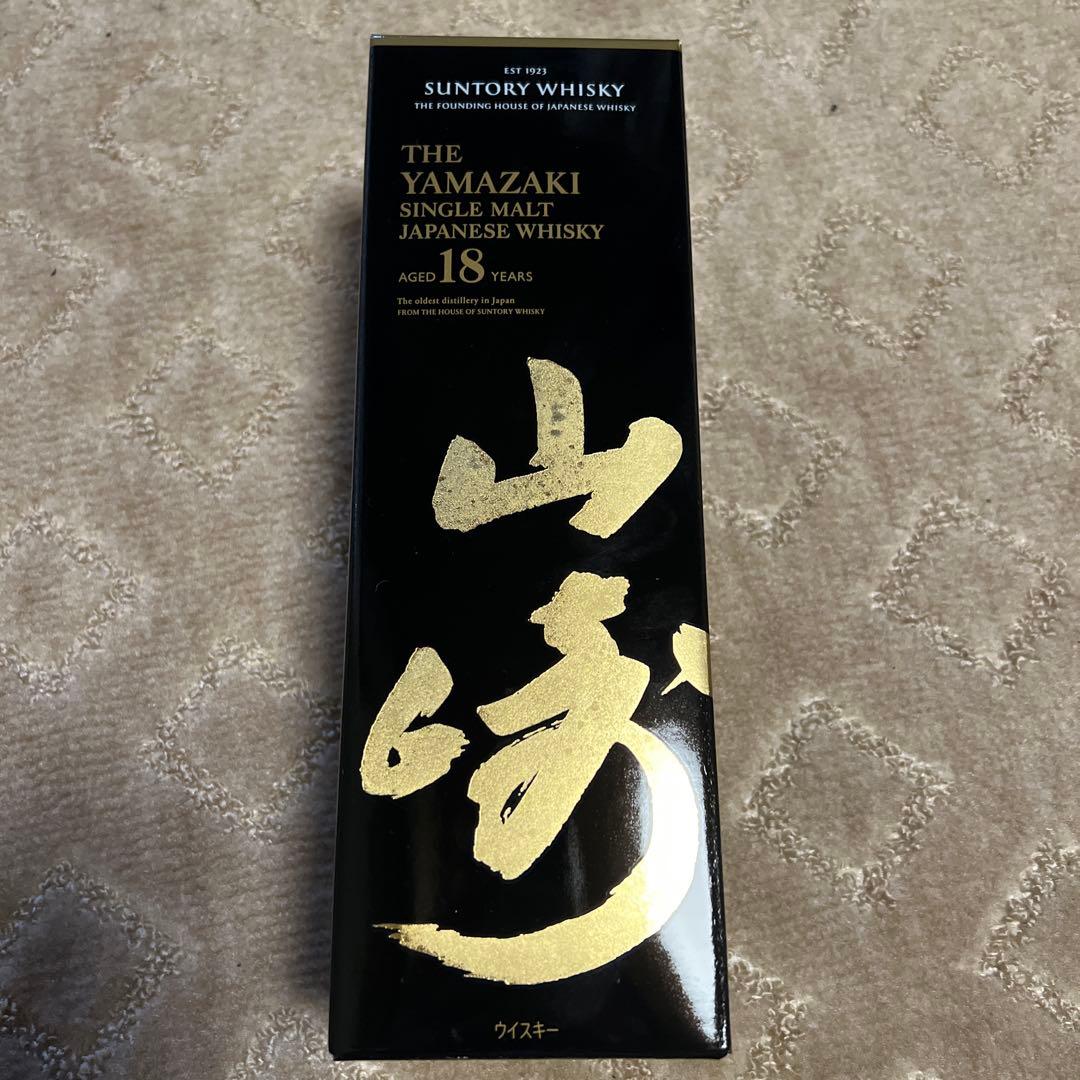 EST 1923
SUNTORY WHISKY
THE FOUNDING HOUSE OF JAPANESE WHISKY
THE
YAMAZAKI
SINGLE MALT
JAPANESE WHISKY
AGED 18 YEARS
The oldest distillery in Japan
FROM THE HOUSE OF SUNTORY WHISKY
山崎
ウイスキー